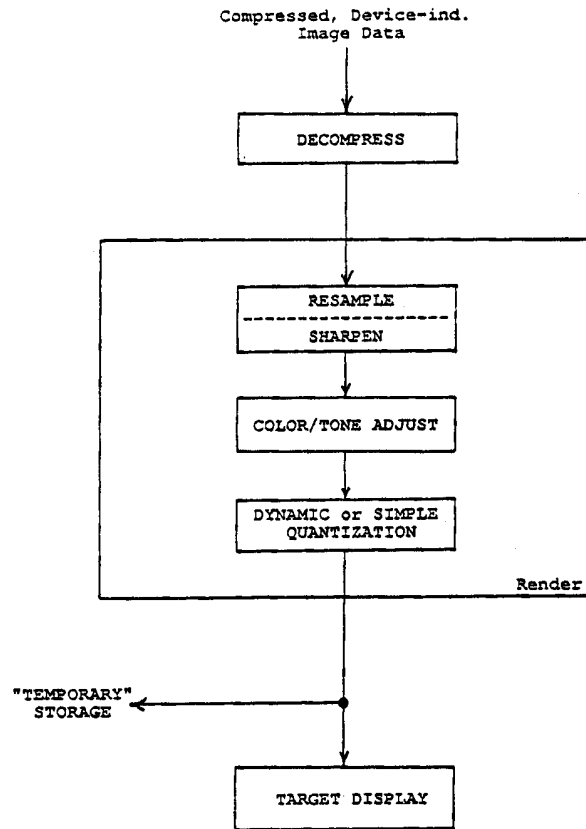 Compressed, Device-ind.
Image Data
DECOMPRESS
RESAMPLE
SHARPEN
COLOR/TONE ADJUST
DYNAMIC or SIMPLE
QUANTIZATION
Render
"TEMPORARY"
STORAGE
TARGET DISPLAY